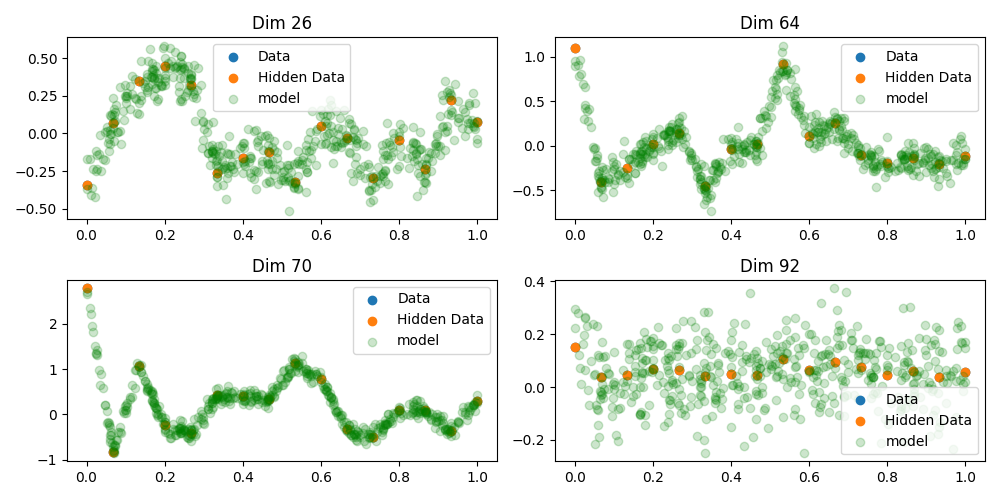 Dim 26
Data
Hidden Data
model
0.50
0.25
0.00
−0.25
−0.50
0.0 0.2 0.4 0.6 0.8 1.0
Dim 64
Data
Hidden Data
model
1.0
0.5
0.0
−0.5
0.0 0.2 0.4 0.6 0.8 1.0
Dim 70
Data
Hidden Data
model
2
1
0
−1
0.0 0.2 0.4 0.6 0.8 1.0
Dim 92
0.4
0.2
0.0
−0.2
Data
Hidden Data
model
0.0 0.2 0.4 0.6 0.8 1.0